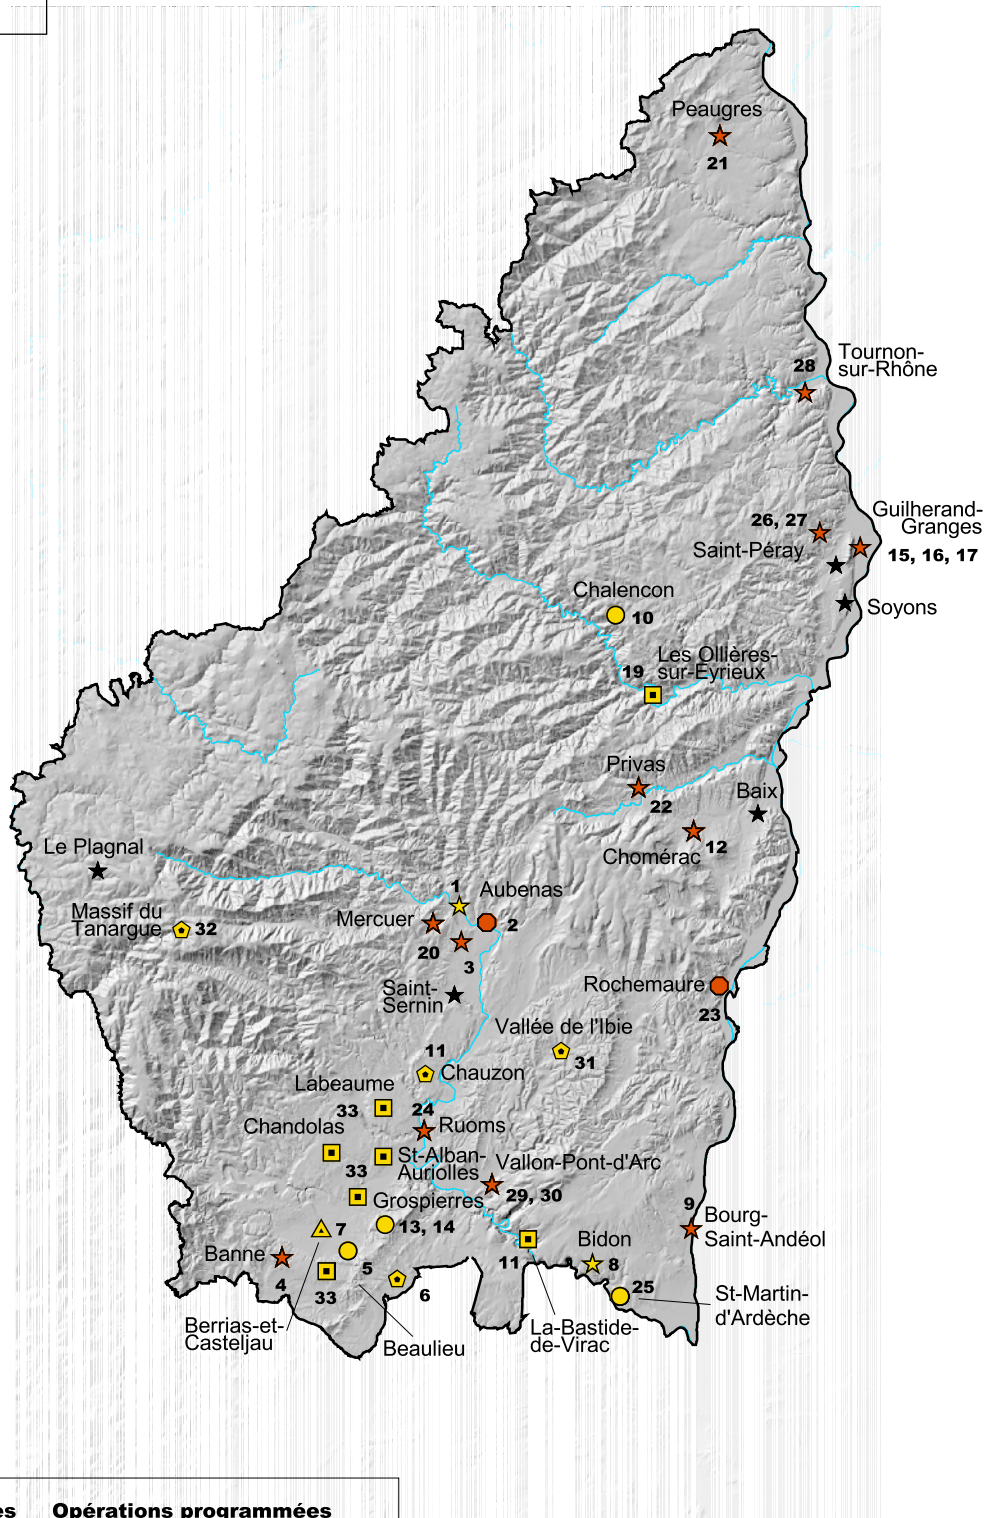 Peaugres
21
Tournon-
sur-Rhône
28
Guilherand-
Granges
26, 27
15, 16, 17
Saint-Péray
Soyons
Chalencon
10
Les Ollières-
sur-Eyrieux
19
Privas
22
Baix
Chomérac
12
Le Plagnal
Massif du
Tanargue
32
1
Aubenas
Mercuer
2
20
3
Saint-
Sernin
Rochemaure
23
Vallée de l'Ibie
31
11
Chauzon
Labeaume
33
24
Ruoms
Chandolas
33
St-Alban-
Auriolles
Vallon-Pont-d'Arc
29, 30
Grospierres
13, 14
7
9
Bourg-
Saint-Andéol
Banne
4
5
33
6
11
Bidon
8
25
St-Martin-
d'Ardèche
Berrias-et-
Casteljau
Beaulieu
La-Bastide-
de-Virac
es Opérations programmées